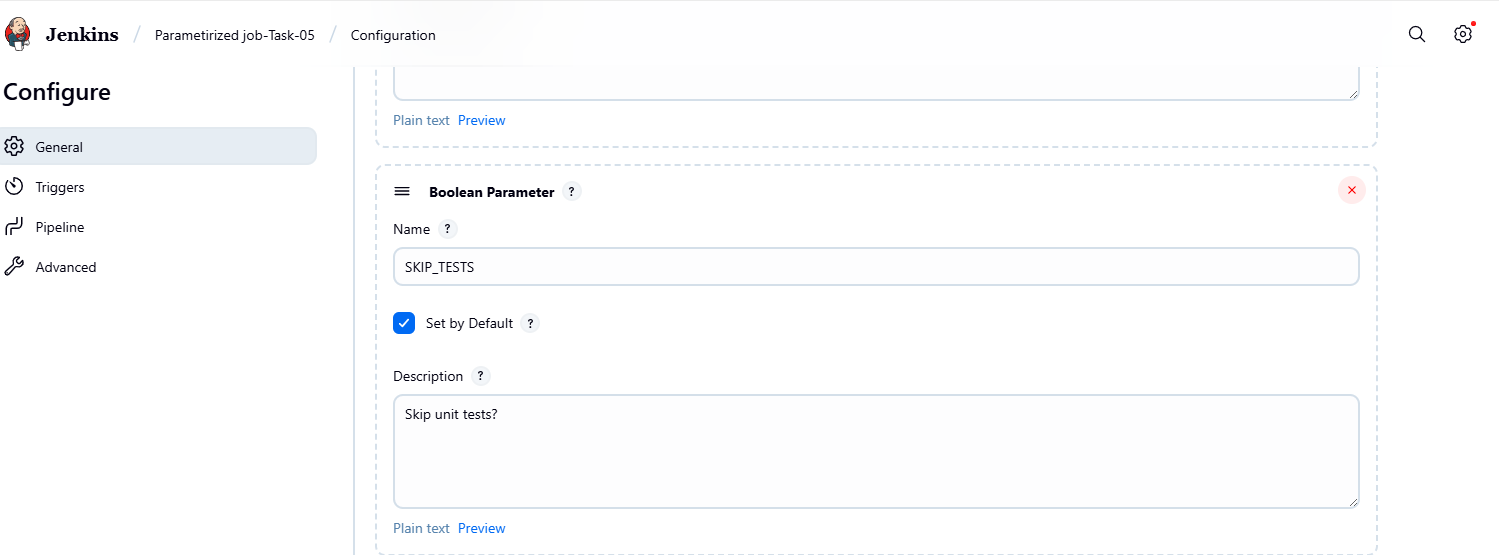 Jenkins / Parametirized job-Task-05 / Configuration
Configure
General
Triggers
Pipeline
Advanced
Plain text Preview
Boolean Parameter ?
Name ?
SKIP_TESTS
Set by Default ?
Description ?
Skip unit tests?
Plain text Preview